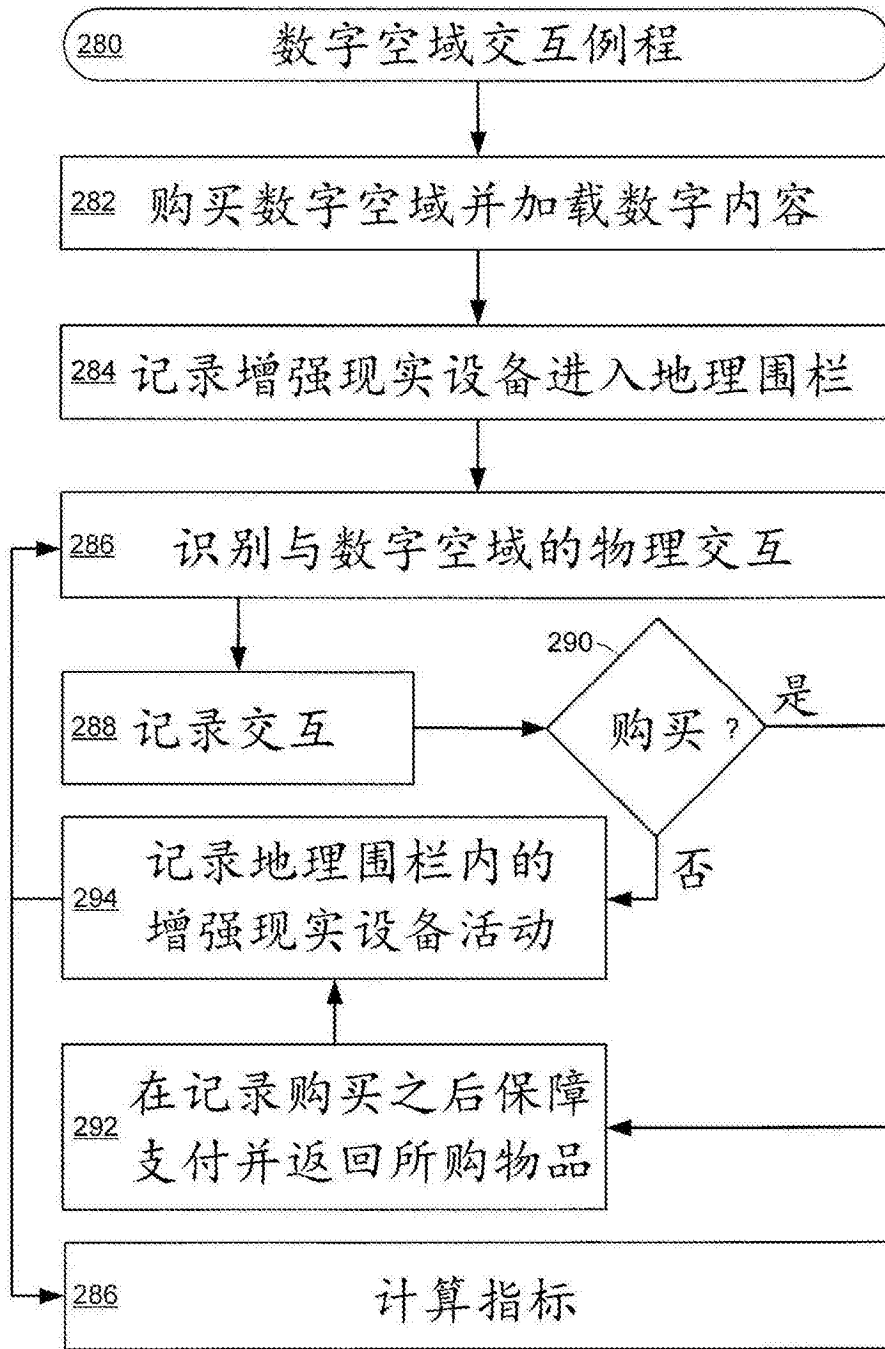 280 数字空域交互例程
282 购买数字空域并加载数字内容
284 记录增强现实设备进入地理围栏
286 识别与数字空域的物理交互
290
288 记录交互
购买?
是
否
记录地理围栏内的
294
增强现实设备活动
在记录购买之后保障
292
支付并返回所购物品
286 计算指标